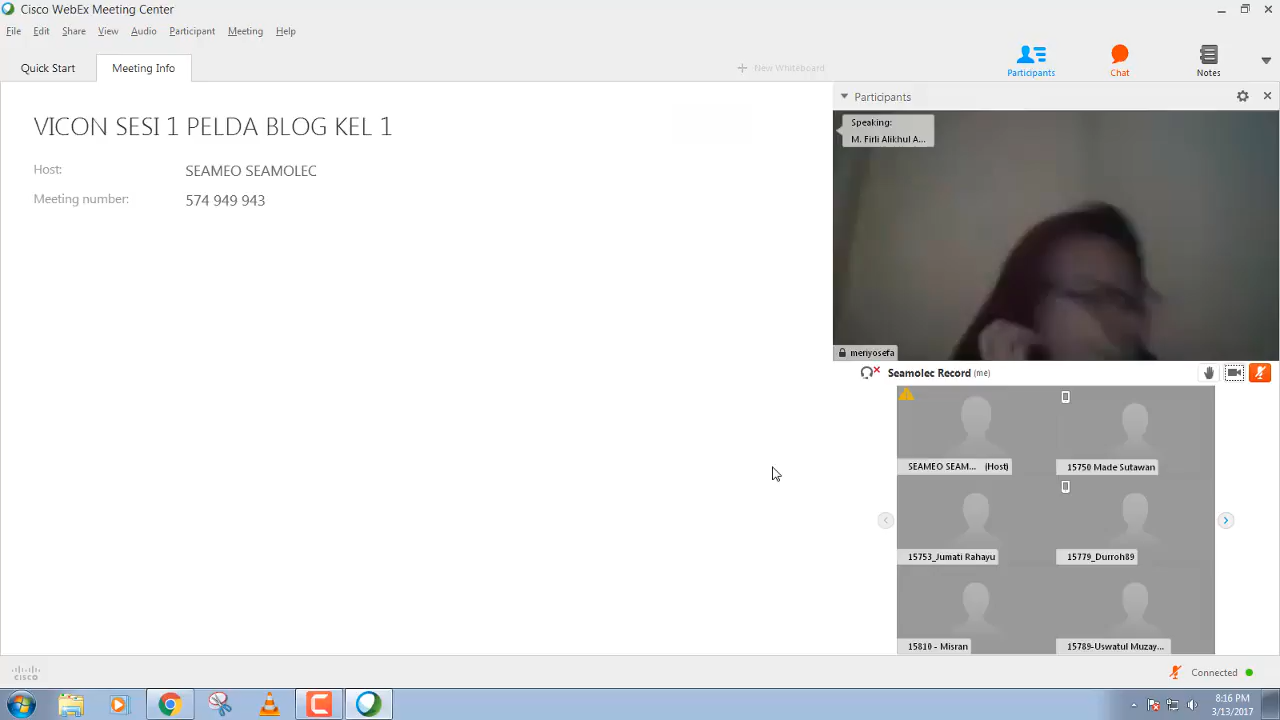 Cisco WebEx Meeting Center
File Edit Share View Audio Participant Meeting Help
Quick Start
Meeting Info
New Whiteboard
Participants
Chat
Notes
VICON SESI 1 PELDA BLOG KEL 1
Host: SEAMEO SEAMOLEC
Meeting number: 574 949 943
Participants
Speaking:
M. Firli Alikhul A...
meriyosefa
Seamolec Record (me)
SEAMEO SEAM... (Host)
15750 Made Sutawan
15753_Jumati Rahayu
15779_Durroh89
15810 - Misran
15789-Uswatul Muzay...
cisco
Connected
8:16 PM
3/13/2017